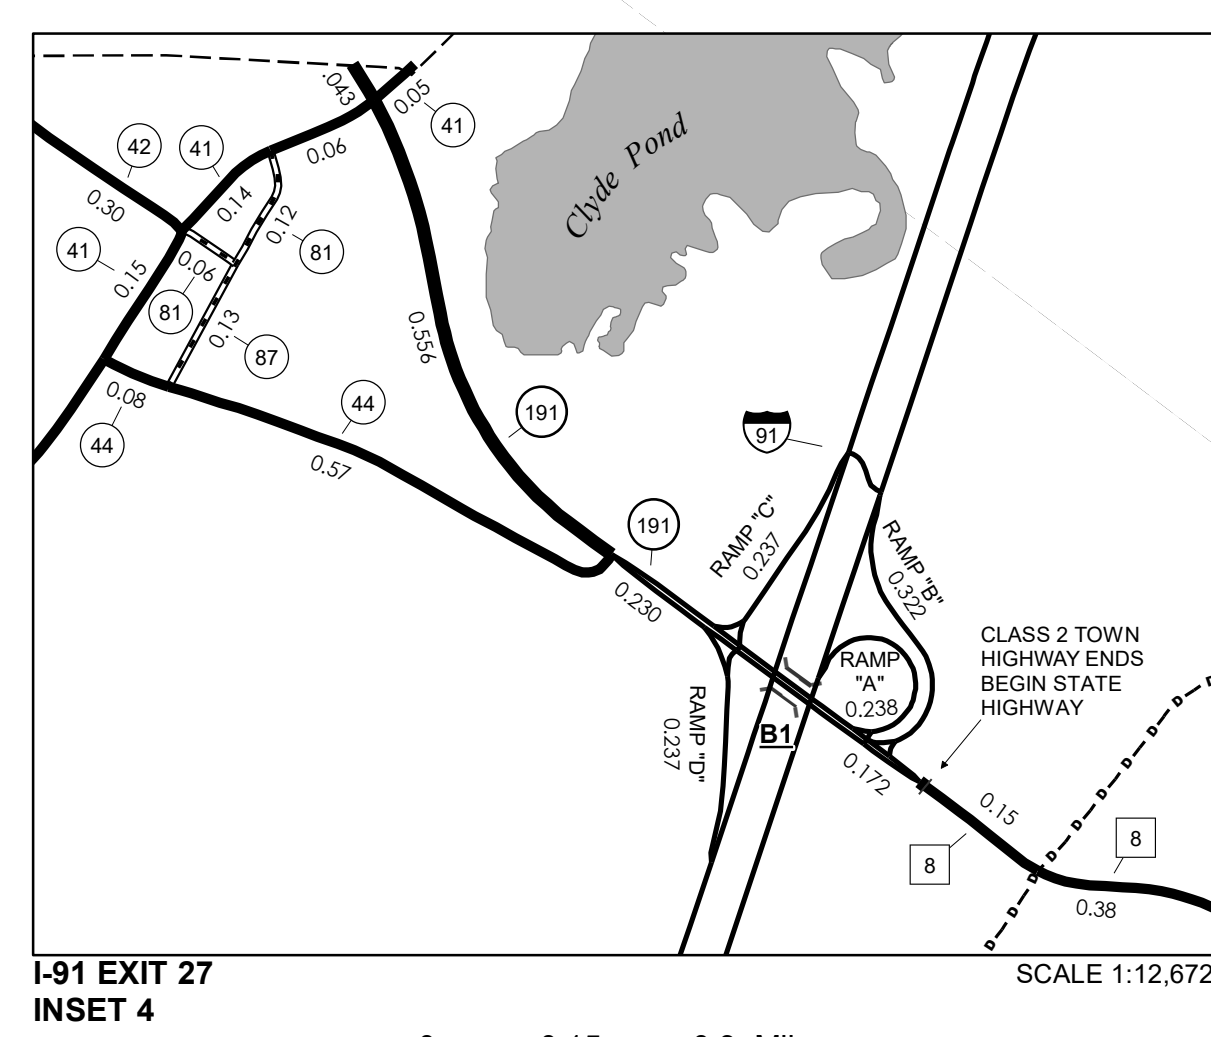 .043
0.05
41
42
41
0.06
0.30
0.14
0.12
81
41
0.15
0.06
81
0.13
87
0.08
44
44
0.57
0.556
191
Clyde Pond
91
191
0.230
RAMP "C"
0.237
RAMP "B"
0.322
RAMP
"A"
0.238
RAMP "D"
0.237
B1
0.172
CLASS 2 TOWN
HIGHWAY ENDS
BEGIN STATE
HIGHWAY
0.15
8
8
0.38
D
D
D
D
D
D
D
D
D
I-91 EXIT 27
INSET 4
SCALE 1:12,672